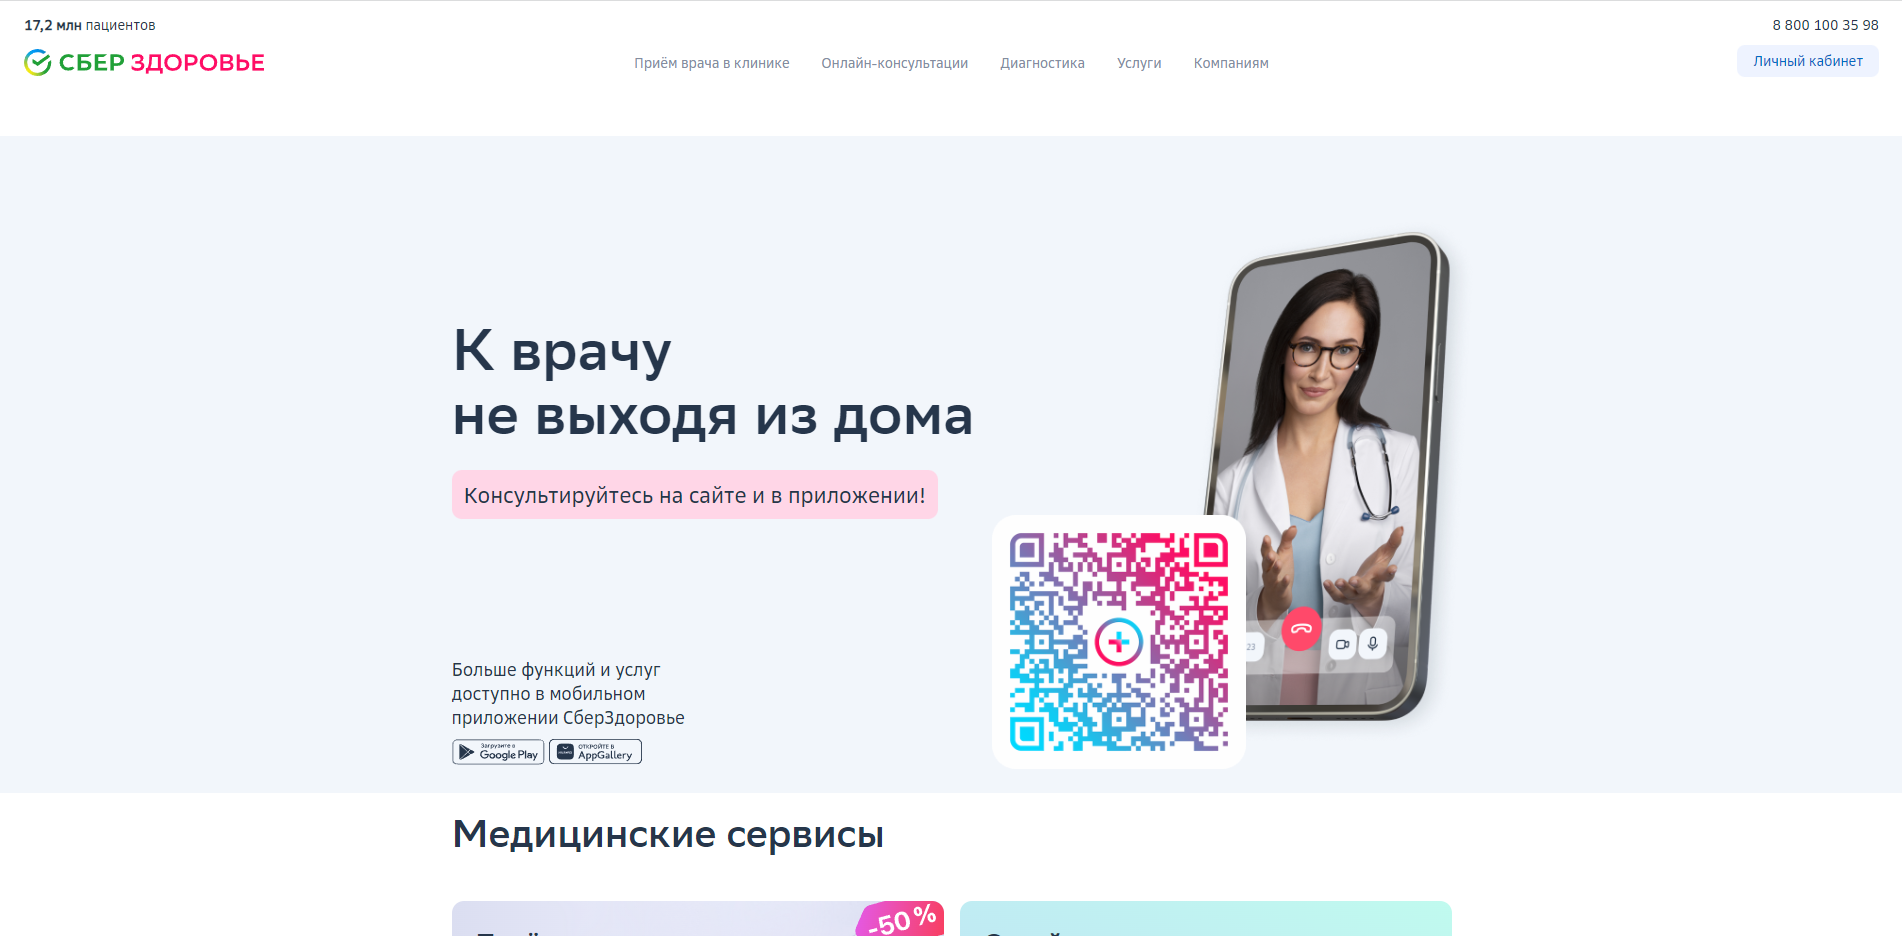 17,2 млн пациентов
8 800 100 35 98
СБЕР ЗДОРОВЬЕ
Приём врача в клинике
Онлайн-консультации
Диагностика
Услуги
Компаниям
Личный кабинет
К врачу
не выходя из дома
Консультируйтесь на сайте и в приложении!
23
Больше функций и услуг
доступно в мобильном
приложении СберЗдоровье
Загрузите в
Google Play
ОТКРОЙТЕ В
AppGallery
Медицинские сервисы
-50%